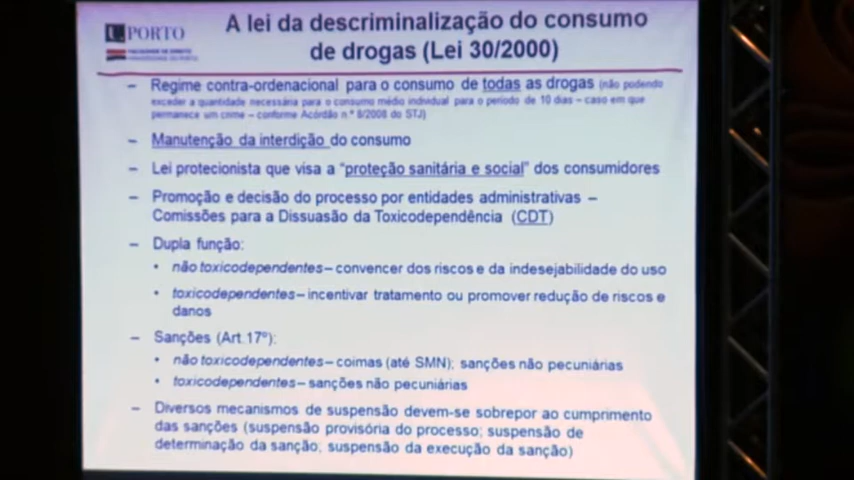 A lei da descriminalização do consumo
de drogas (Lei 30/2000)
U.PORTO
FACULDADE DE DIREITO
UNIVERSIDADE DO PORTO
– Regime contra-ordenacional para o consumo de todas as drogas (não podendo
exceder a quantidade necessária para o consumo médio individual para o período de 10 dias – caso em que
permanece um crime – conforme Acórdão n.º 8/2008 do STJ)
– Manutenção da interdição do consumo
– Lei protecionista que visa a "proteção sanitária e social" dos consumidores
– Promoção e decisão do processo por entidades administrativas –
Comissões para a Dissuasão da Toxicodependência (CDT)
– Dupla função:
• não toxicodependentes – convencer dos riscos e da indesejabilidade do uso
• toxicodependentes – incentivar tratamento ou promover redução de riscos e
danos
– Sanções (Art.17º):
• não toxicodependentes – coimas (até SMN); sanções não pecuniárias
• toxicodependentes – sanções não pecuniárias
– Diversos mecanismos de suspensão devem-se sobrepor ao cumprimento
das sanções (suspensão provisória do processo; suspensão de
determinação da sanção; suspensão da execução da sanção)